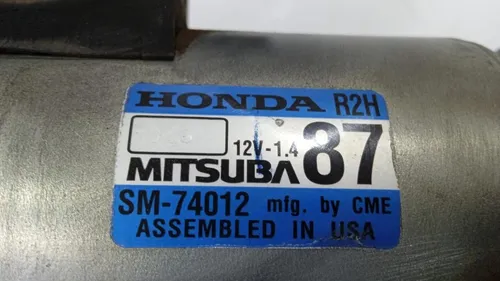 HONDA R2H
12V-1.4 87
MITSUBA
SM-74012 mfg. by CME
ASSEMBLED IN USA